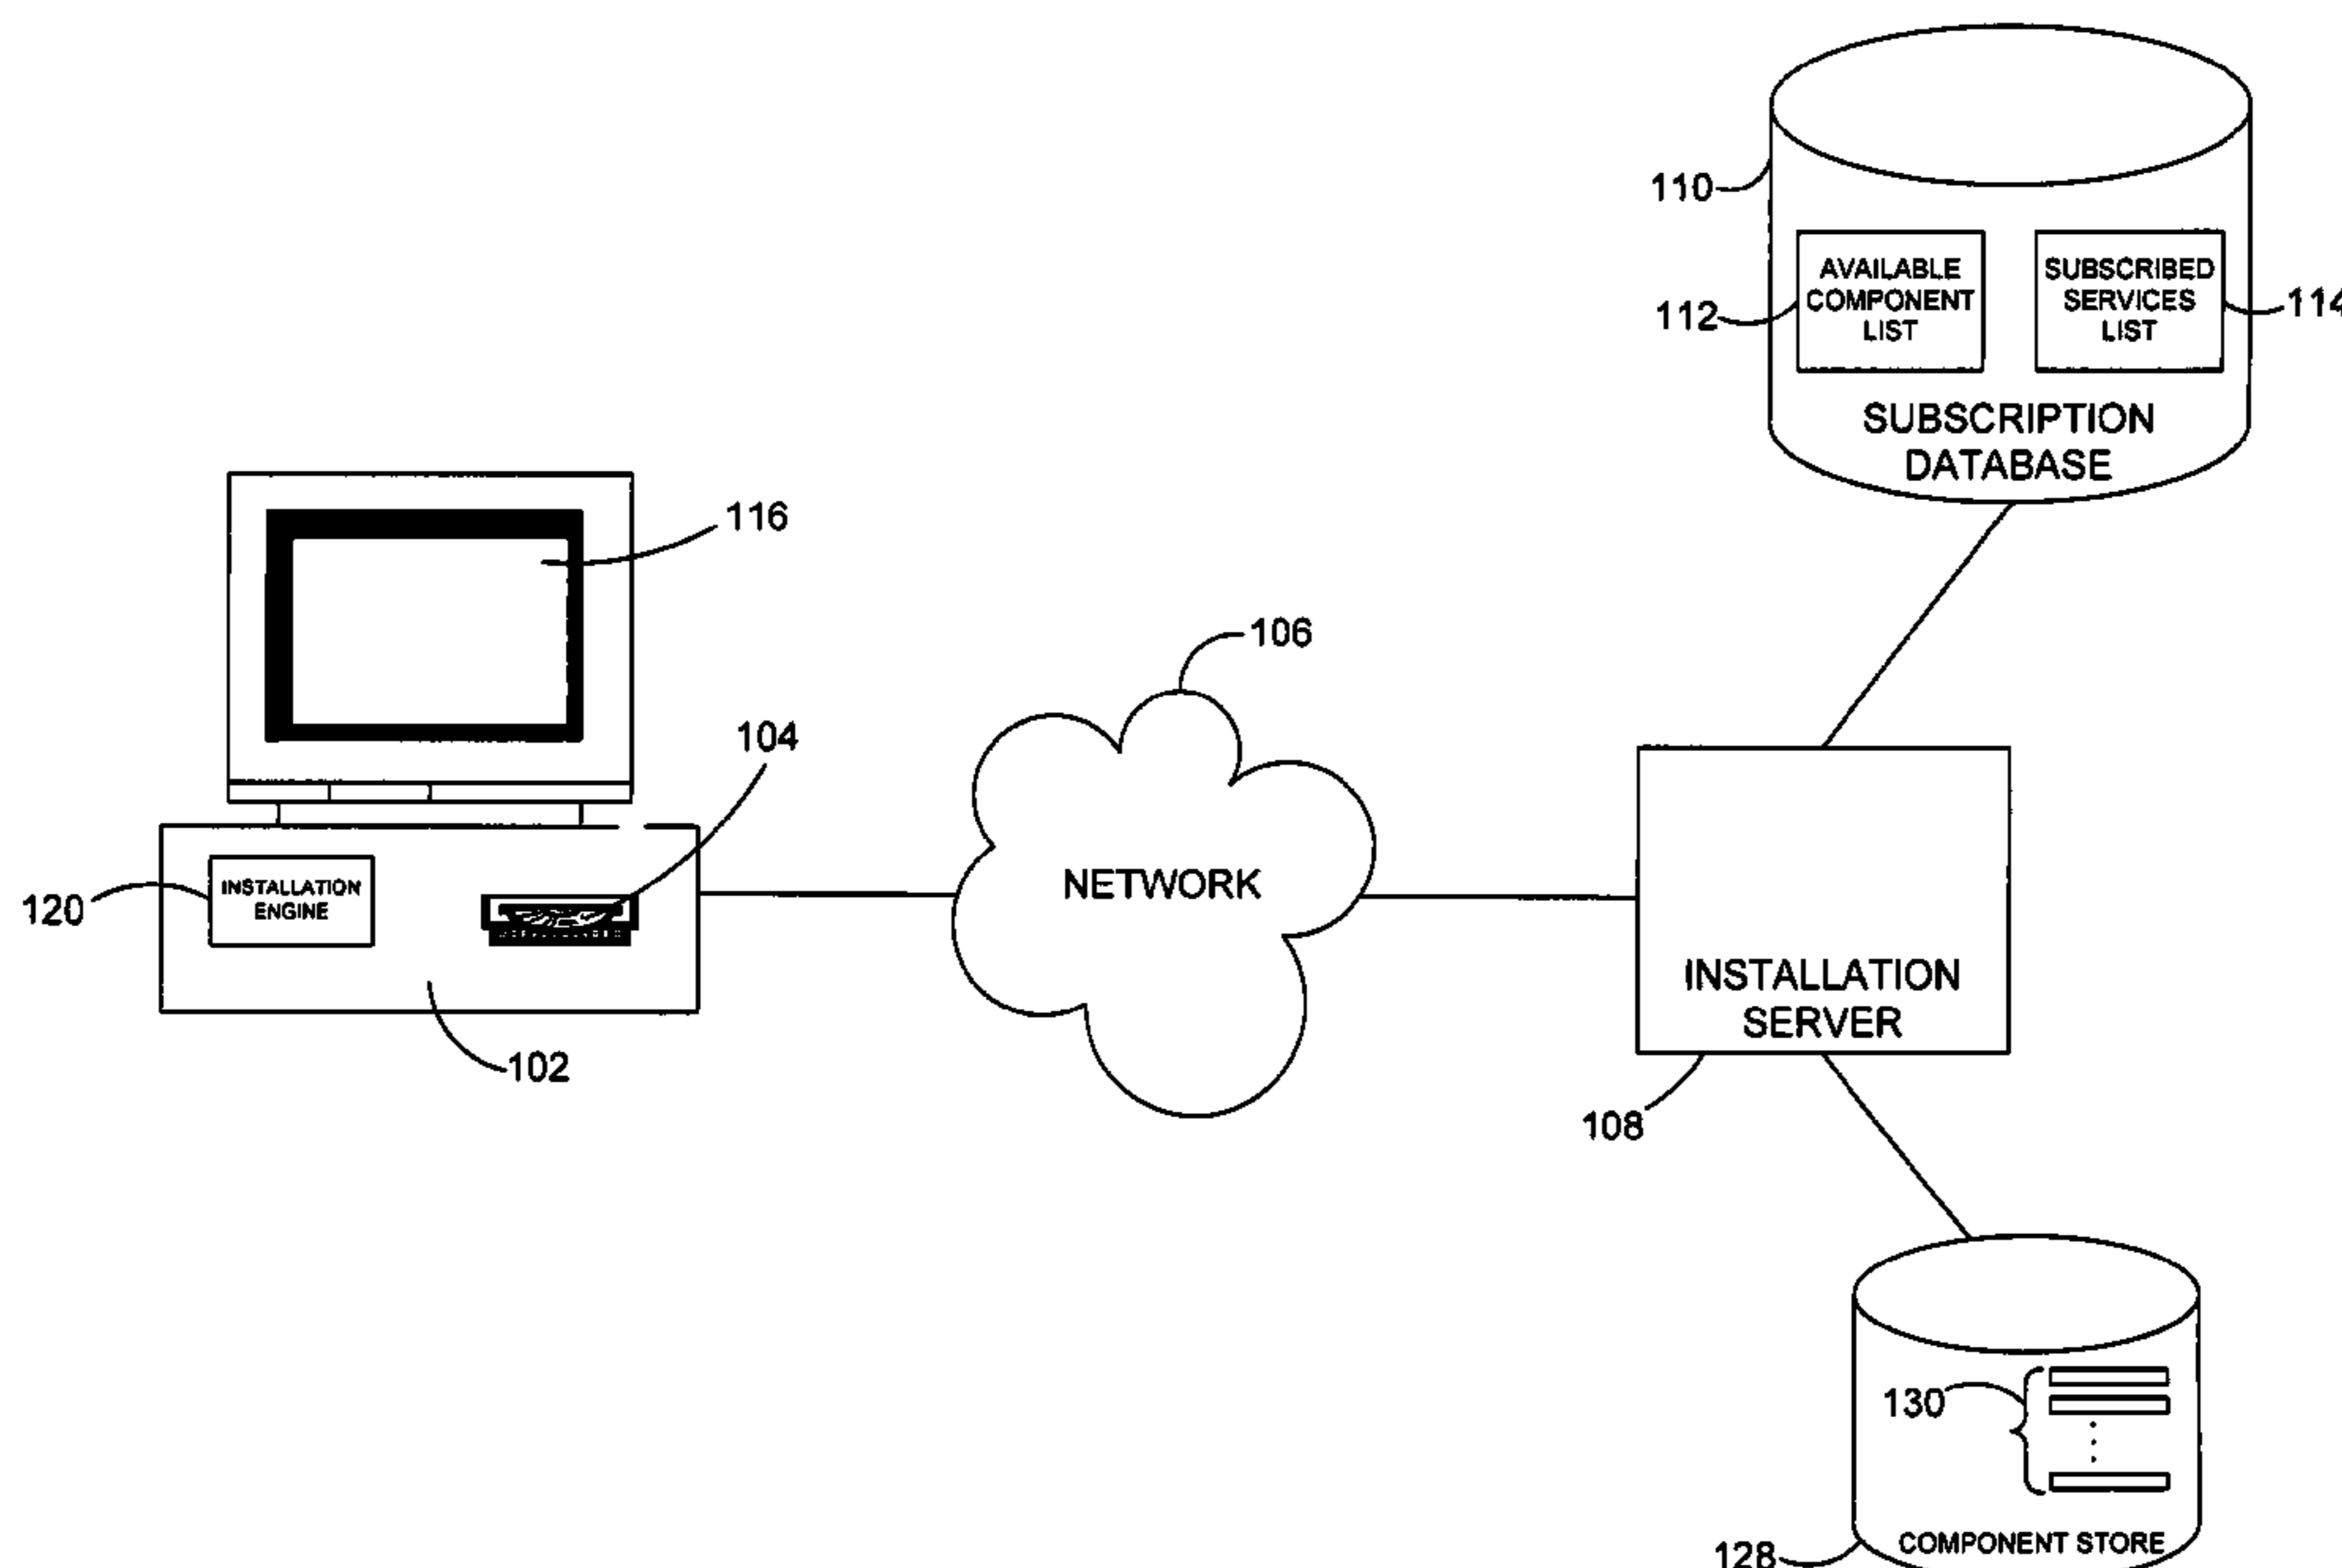 110
AVAILABLE
COMPONENT
LIST
112
SUBSCRIBED
SERVICES
LIST
114
SUBSCRIPTION
DATABASE
116
106
104
NETWORK
INSTALLATION
ENGINE
120
102
INSTALLATION
SERVER
108
130
COMPONENT STORE
128